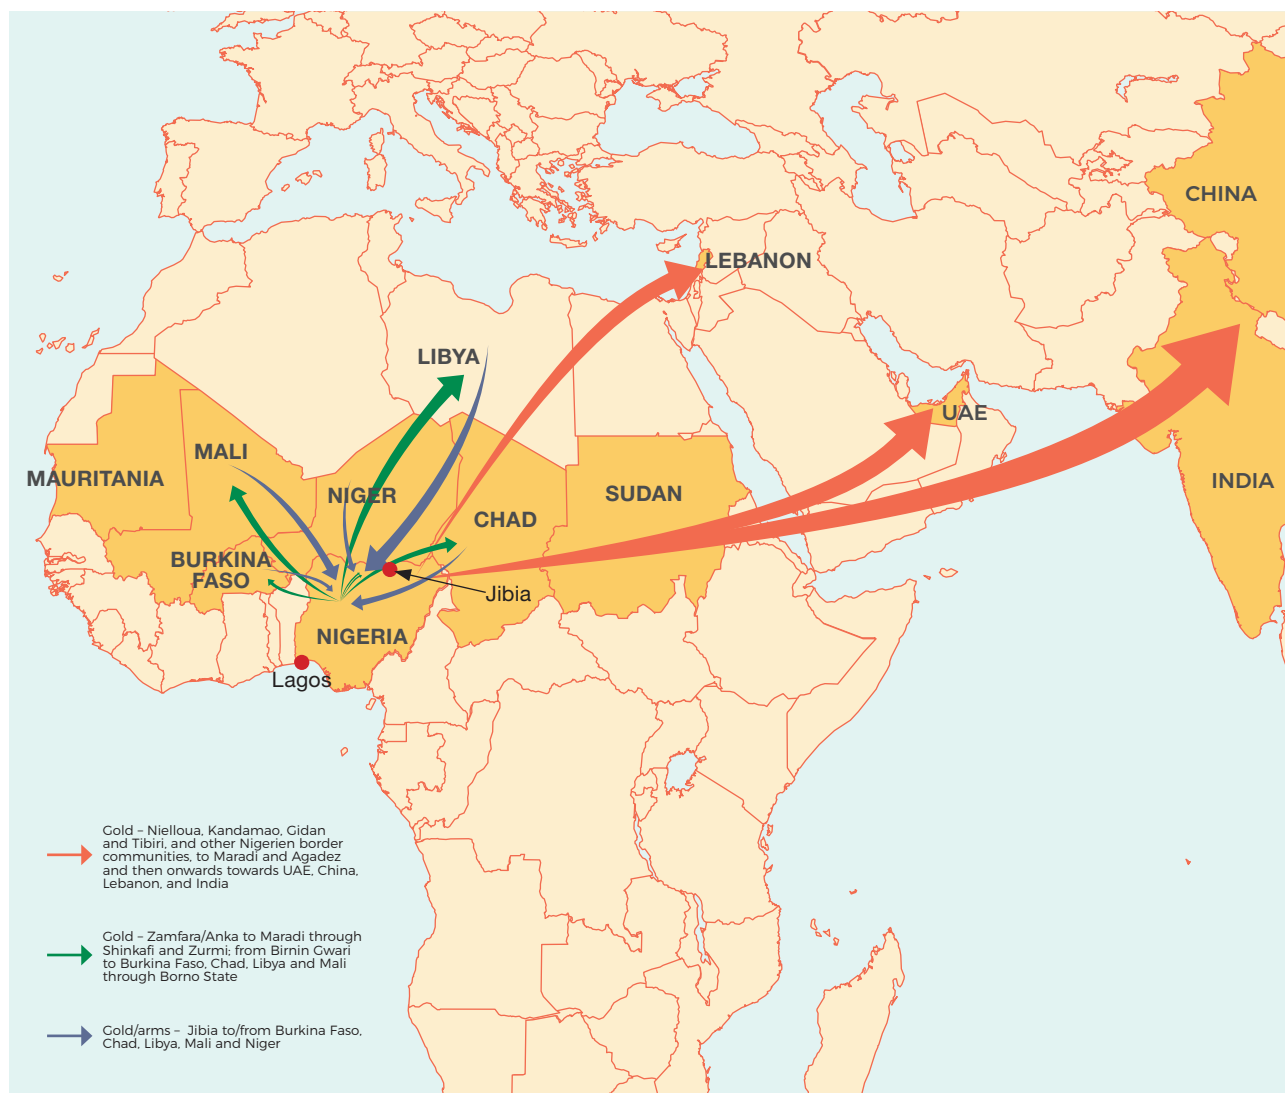 CHINA
LEBANON
LIBYA
UAE
MALI
MAURITANIA
NIGER
SUDAN
INDIA
CHAD
BURKINA
FASO
Jibia
NIGERIA
Lagos
Gold – Nielloua, Kandamao, Gidan
and Tibiri, and other Nigerien border
communities, to Maradi and Agadez
and then onwards towards UAE, China,
Lebanon, and India
Gold – Zamfara/Anka to Maradi through
Shinkafi and Zurmi; from Birnin Gwari
to Burkina Faso, Chad, Libya and Mali
through Borno State
Gold/arms – Jibia to/from Burkina Faso,
Chad, Libya, Mali and Niger